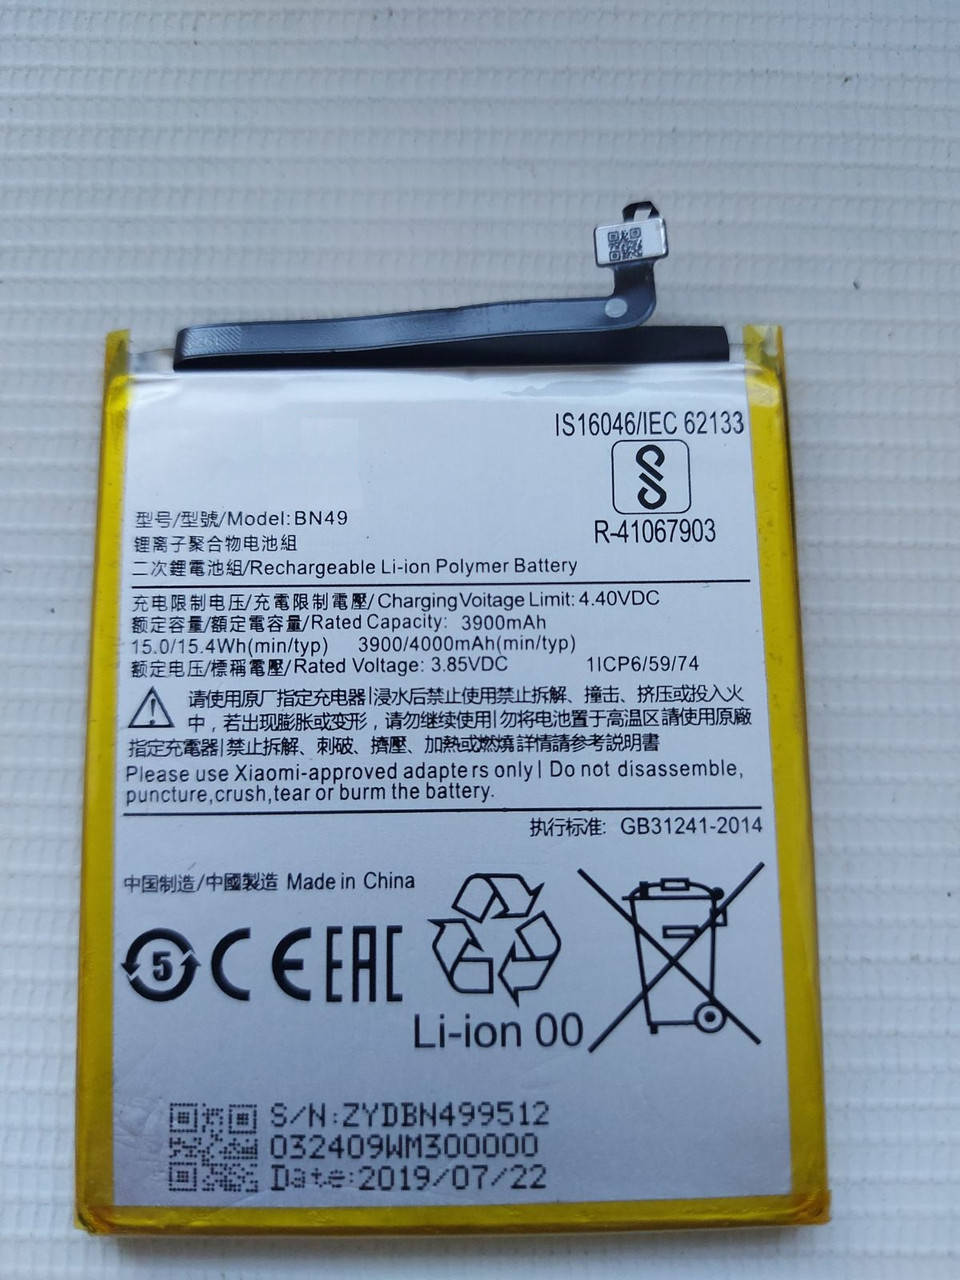 IS16046/IEC 62133
R-41067903
型号/型號/Model: BN49
锂离子聚合物电池组
二次鋰電池組/Rechargeable Li-ion Polymer Battery
充电限制电压/充電限制電壓/Charging Voitage Limit: 4.40VDC
额定容量/額定電容量/Rated Capacity: 3900mAh
15.0/15.4Wh(min/typ) 3900/4000mAh(min/typ)
额定电压/標稱電壓/Rated Voltage: 3.85VDC 1ICP6/59/74
请使用原厂指定充电器|浸水后禁止使用禁止拆解、撞击、挤压或投入火
中，若出现膨胀或变形，请勿继续使用|勿将电池置于高温区請使用原廠
指定充電器|禁止拆解、刺破、擠壓、加熱或燃燒詳情請參考説明書
Please use Xiaomi-approved adapters only| Do not disassemble,
puncture,crush,tear or burm the battery.
执行标准: GB31241-2014
中国制造/中國製造 Made in China
5 CE EAC
Li-ion 00
S/N:ZYDBN499512
032409WM300000
Date:2019/07/22